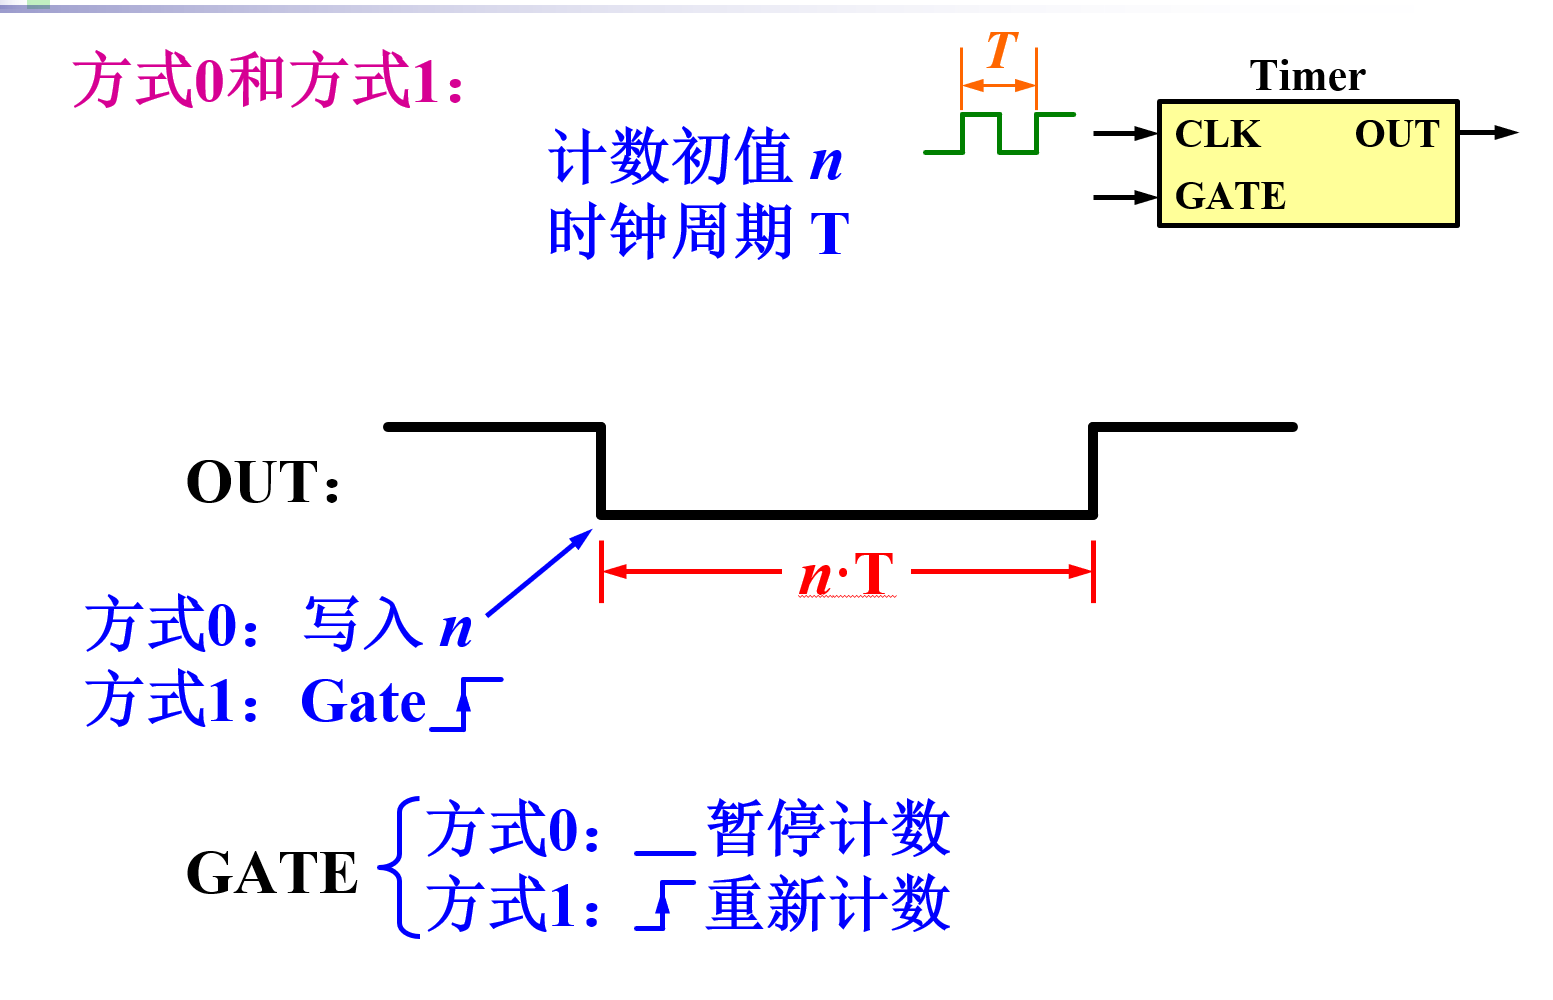 方式0和方式1：
T
Timer
CLK OUT
GATE
计数初值 n
时钟周期 T
OUT：
n·T
方式0：写入 n
方式1：Gate
GATE
方式0： 暂停计数
方式1： 重新计数